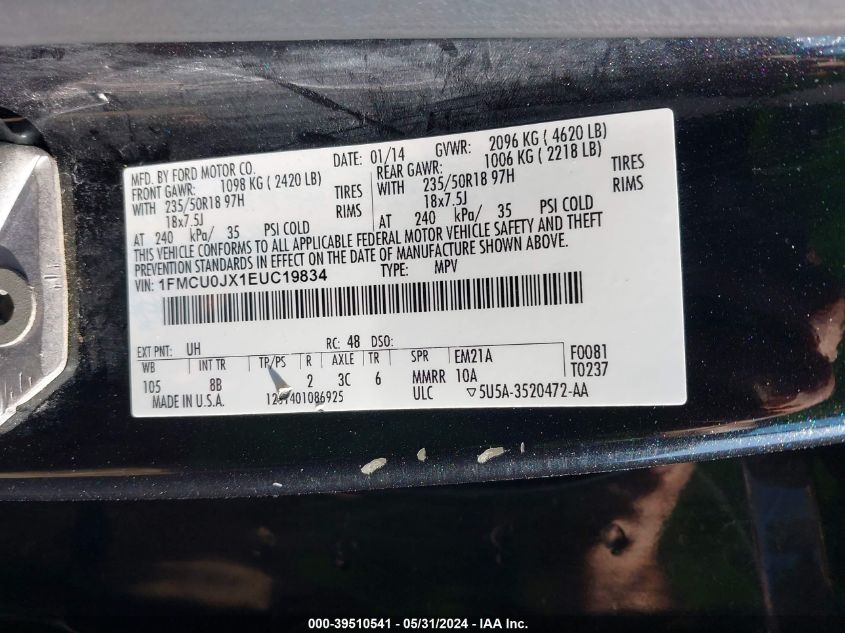 MFD. BY FORD MOTOR CO. DATE: 01/14 GVWR: 2096 KG ( 4620 LB)
FRONT GAWR: 1098 KG ( 2420 LB) REAR GAWR: 1006 KG ( 2218 LB)
WITH 235/50R18 97H TIRES WITH 235/50R18 97H TIRES
18x7.5J RIMS 18x7.5J RIMS
AT 240 kPa/ 35 PSI COLD AT 240 kPa/ 35 PSI COLD
THIS VEHICLE CONFORMS TO ALL APPLICABLE FEDERAL MOTOR VEHICLE SAFETY AND THEFT
PREVENTION STANDARDS IN EFFECT ON THE DATE OF MANUFACTURE SHOWN ABOVE.
VIN: 1FMCU0JX1EUC19834 TYPE: MPV
EXT PNT: UH RC: 48 DSO: F0081
WB INT TR TP/PS R AXLE TR SPR EM21A T0237
105 8B 2 3C 6 MMRR 10A
MADE IN U.S.A. ULC 5U5A-3520472-AA
000-39510541 - 05/31/2024 - IAA Inc.